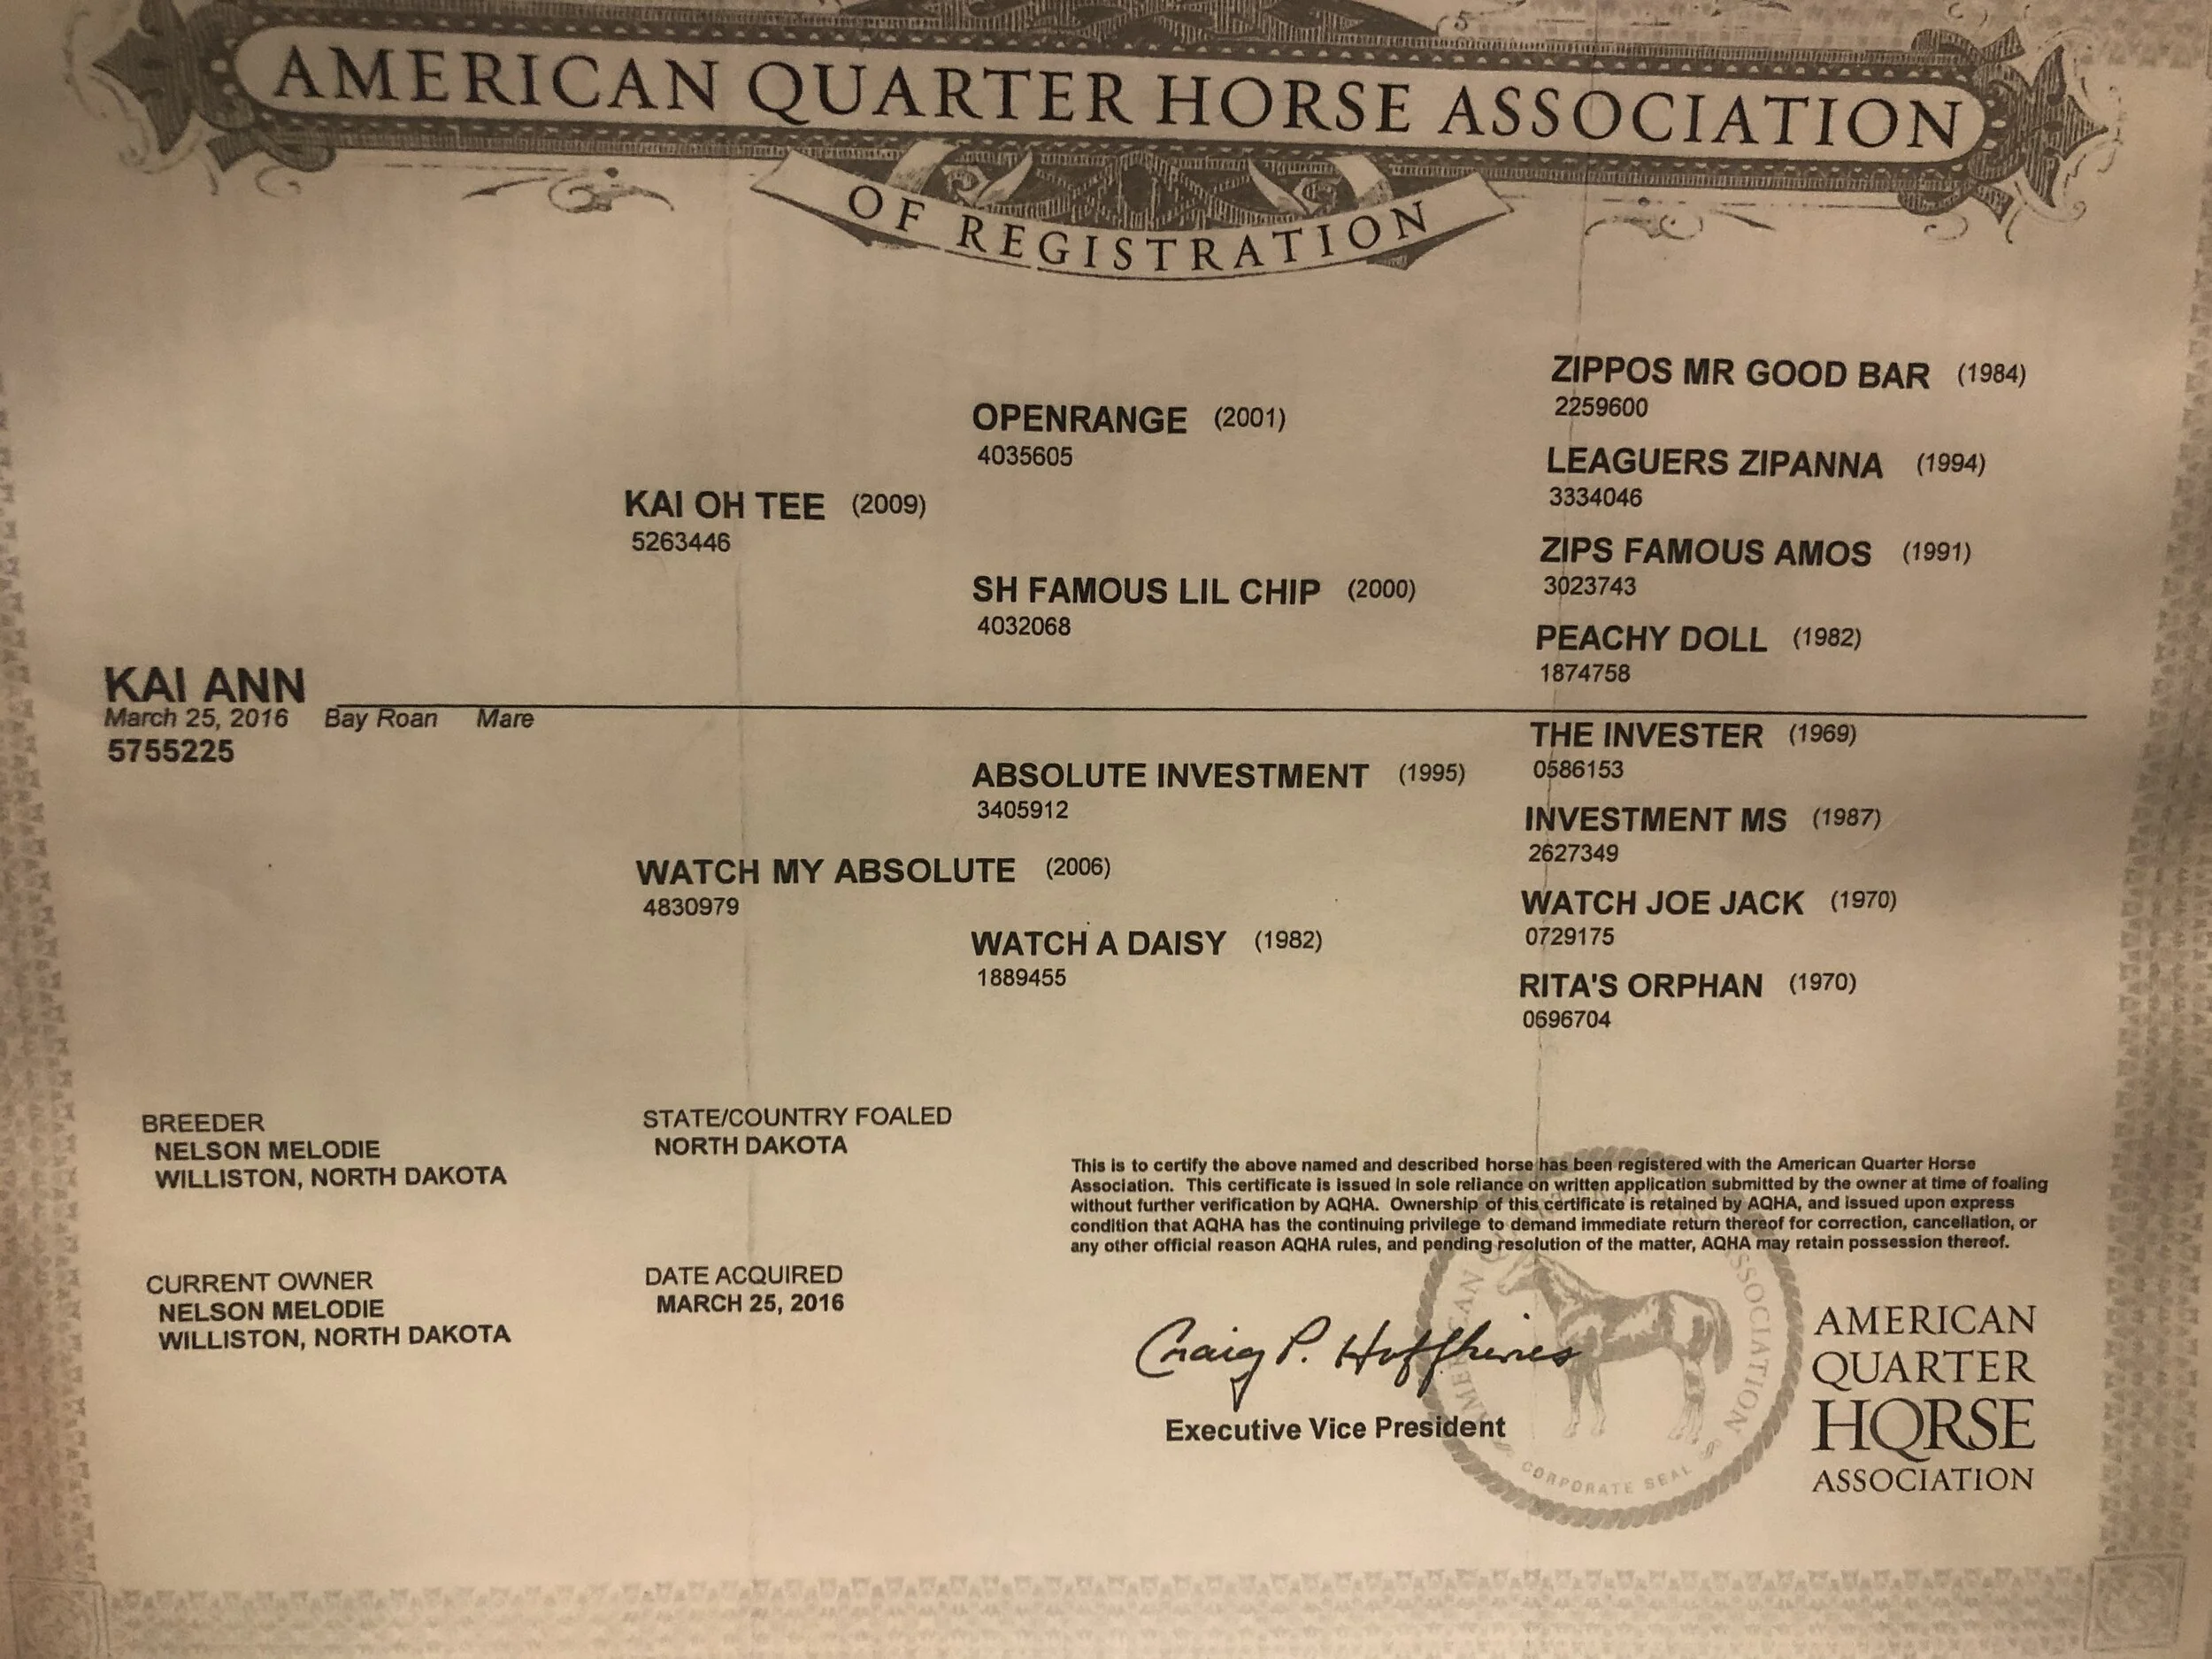 AMERICAN QUARTER HORSE ASSOCIATION
OF REGISTRATION
ZIPPOS MR GOOD BAR (1984)
2259600
OPENRANGE (2001)
4035605
LEAGUERS ZIPANNA (1994)
3334046
KAI OH TEE (2009)
5263446
ZIPS FAMOUS AMOS (1991)
3023743
SH FAMOUS LIL CHIP (2000)
4032068
PEACHY DOLL (1982)
1874758
KAI ANN
March 25, 2016 Bay Roan Mare
5755225
THE INVESTER (1969)
0586153
ABSOLUTE INVESTMENT (1995)
3405912
INVESTMENT MS (1987)
2627349
WATCH MY ABSOLUTE (2006)
4830979
WATCH JOE JACK (1970)
0729175
WATCH A DAISY (1982)
1889455
RITA'S ORPHAN (1970)
0696704
BREEDER
NELSON MELODIE
WILLISTON, NORTH DAKOTA
STATE/COUNTRY FOALED
NORTH DAKOTA
This is to certify the above named and described horse has been registered with the American Quarter Horse
Association. This certificate is issued in sole reliance on written application submitted by the owner at time of foaling
without further verification by AQHA. Ownership of this certificate is retained by AQHA, and issued upon express
condition that AQHA has the continuing privilege to demand immediate return thereof for correction, cancellation, or
any other official reason AQHA rules, and pending resolution of the matter, AQHA may retain possession thereof.
CURRENT OWNER
NELSON MELODIE
WILLISTON, NORTH DAKOTA
DATE ACQUIRED
MARCH 25, 2016
Craig P. Huffhines
Executive Vice President
AMERICAN ASSOCIATION
CORPORATE SEAL
AMERICAN
QUARTER
HORSE
ASSOCIATION